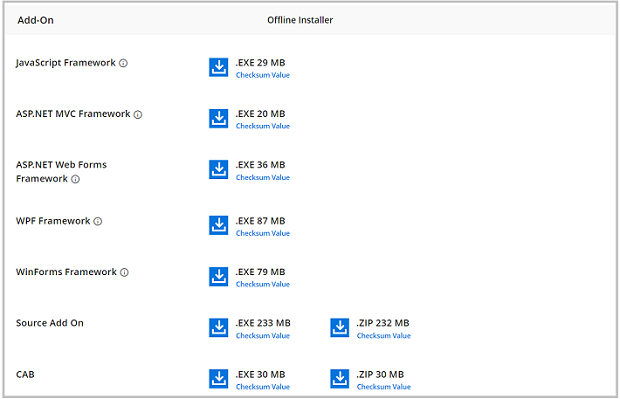 Add-On
Offline Installer
JavaScript Framework
.EXE 29 MB
Checksum Value
ASP.NET MVC Framework
.EXE 20 MB
Checksum Value
ASP.NET Web Forms
Framework
.EXE 36 MB
Checksum Value
WPF Framework
.EXE 87 MB
Checksum Value
WinForms Framework
.EXE 79 MB
Checksum Value
Source Add On
.EXE 233 MB
Checksum Value
.ZIP 232 MB
Checksum Value
CAB
.EXE 30 MB
Checksum Value
.ZIP 30 MB
Checksum Value